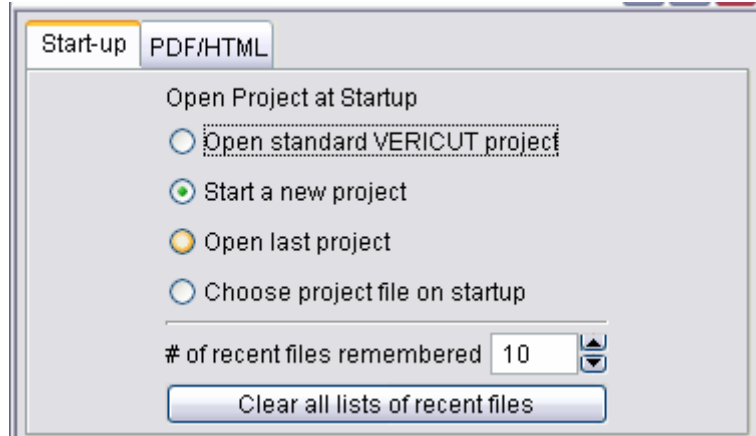 Start-up PDF/HTML
Open Project at Startup
Open standard VERICUT project
Start a new project
Open last project
Choose project file on startup
# of recent files remembered 10
Clear all lists of recent files